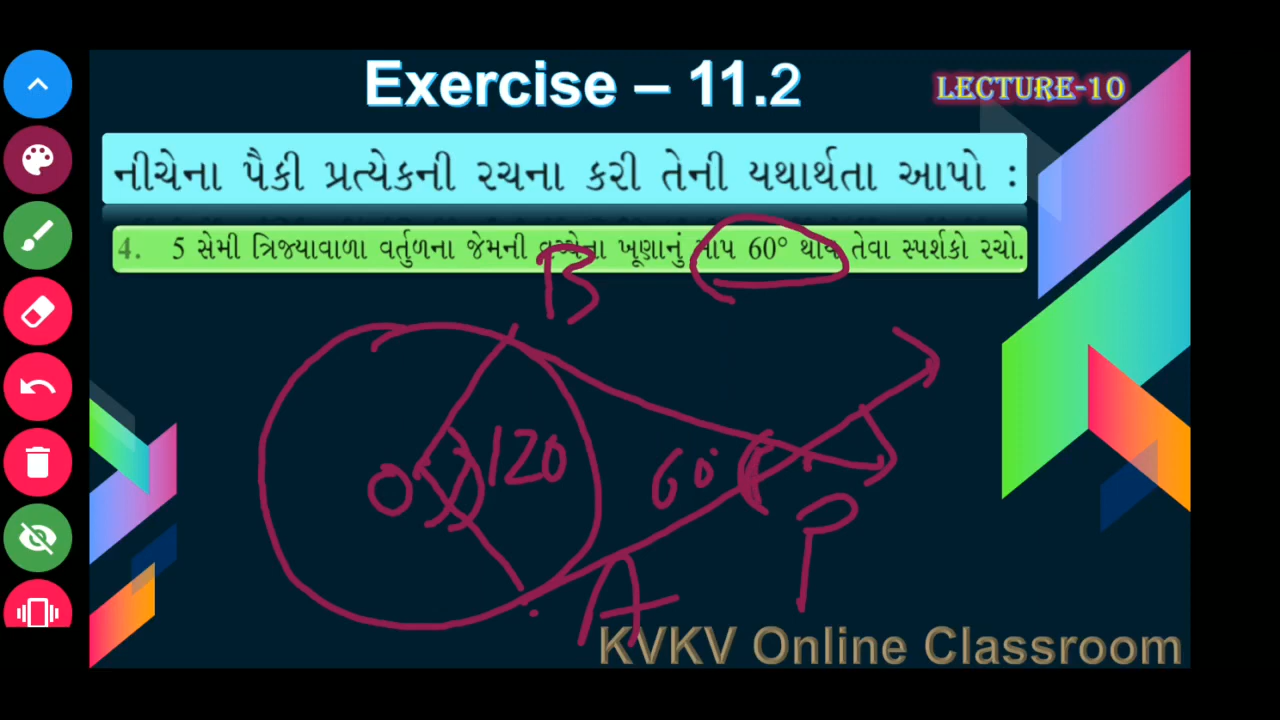 Exercise – 11.2
LECTURE-10
નીચેના પૈકી પ્રત્યેકની રચના કરી તેની યથાર્થતા આપો :
4. 5 સેમી ત્રિજ્યાવાળા વર્તુળના જેમની વચ્ચેના ખૂણાનું માપ 60° થાય તેવા સ્પર્શકો રચો.
B
O
120
60°
P
A
KVKV Online Classroom